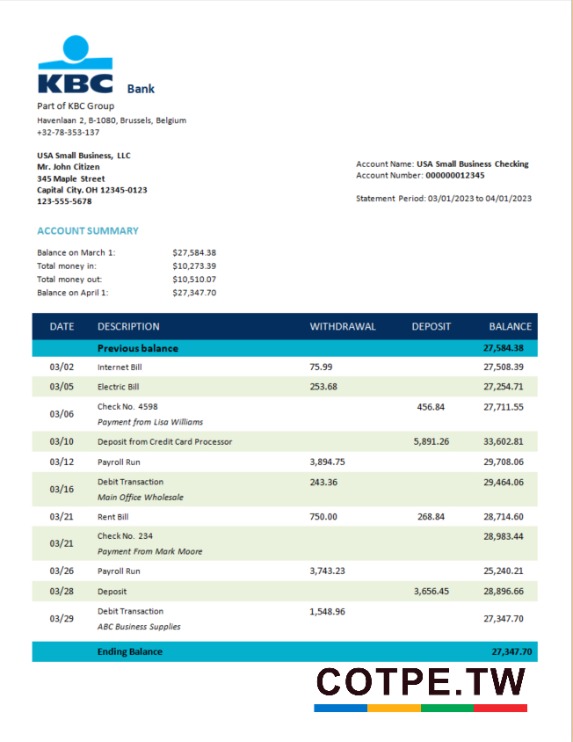 KBC Bank
Part of KBC Group
Havenlaan 2, B-1080, Brussels, Belgium
+32-78-353-137
USA Small Business, LLC
Mr. John Citizen
345 Maple Street
Capital City. OH 12345-0123
123-555-5678
Account Name: USA Small Business Checking
Account Number: 000000012345
Statement Period: 03/01/2023 to 04/01/2023
ACCOUNT SUMMARY
Balance on March 1: $27,584.38
Total money in: $10,273.39
Total money out: $10,510.07
Balance on April 1: $27,347.70
DATE DESCRIPTION WITHDRAWAL DEPOSIT BALANCE
Previous balance 27,584.38
03/02 Internet Bill 75.99 27,508.39
03/05 Electric Bill 253.68 27,254.71
03/06 Check No. 4598 456.84 27,711.55
Payment from Lisa Williams
03/10 Deposit from Credit Card Processor 5,891.26 33,602.81
03/12 Payroll Run 3,894.75 29,708.06
03/16 Debit Transaction 243.36 29,464.06
Main Office Wholesale
03/21 Rent Bill 750.00 268.84 28,714.60
03/21 Check No. 234 28,983.44
Payment From Mark Moore
03/26 Payroll Run 3,743.23 25,240.21
03/28 Deposit 3,656.45 28,896.66
03/29 Debit Transaction 1,548.96 27,347.70
ABC Business Supplies
Ending Balance 27,347.70
COTPE.TW